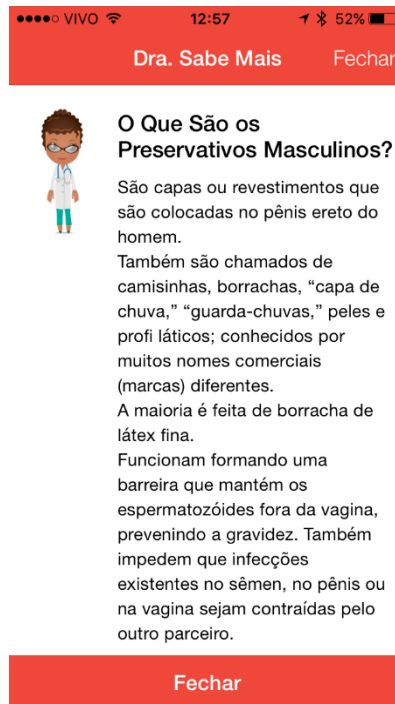 VIVO 12:57 52%
Dra. Sabe Mais Fechar
O Que São os
Preservativos Masculinos?
São capas ou revestimentos que
são colocadas no pênis ereto do
homem.
Também são chamados de
camisinhas, borrachas, “capa de
chuva,” “guarda-chuvas,” peles e
profi láticos; conhecidos por
muitos nomes comerciais
(marcas) diferentes.
A maioria é feita de borracha de
látex fina.
Funcionam formando uma
barreira que mantém os
espermatozóides fora da vagina,
prevenindo a gravidez. Também
impedem que infecções
existentes no sêmen, no pênis ou
na vagina sejam contraídas pelo
outro parceiro.
Fechar